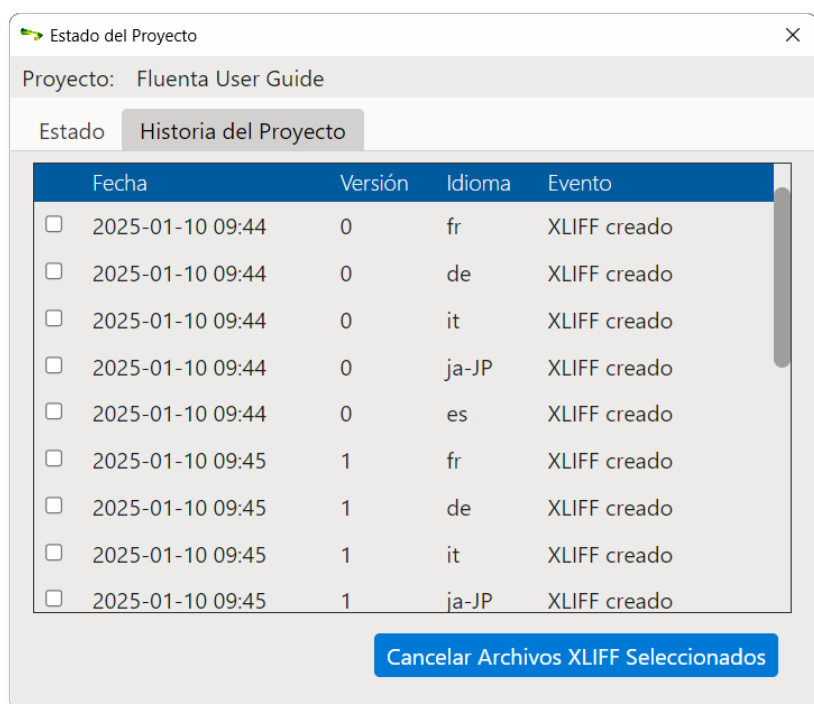 Estado del Proyecto
Proyecto: Fluenta User Guide
Estado Historia del Proyecto
Fecha Versión Idioma Evento
2025-01-10 09:44 0 fr XLIFF creado
2025-01-10 09:44 0 de XLIFF creado
2025-01-10 09:44 0 it XLIFF creado
2025-01-10 09:44 0 ja-JP XLIFF creado
2025-01-10 09:44 0 es XLIFF creado
2025-01-10 09:45 1 fr XLIFF creado
2025-01-10 09:45 1 de XLIFF creado
2025-01-10 09:45 1 it XLIFF creado
2025-01-10 09:45 1 ja-JP XLIFF creado
Cancelar Archivos XLIFF Seleccionados